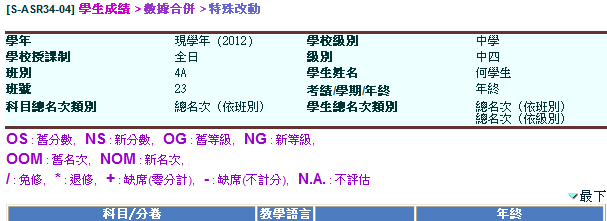 [S-ASR34-04] 學生成績 > 數據合併 > 特殊改動
學年 現學年 (2012) 學校級別 中學
學校授課制 全日 級別 中四
班別 4A 學生姓名 何學生
班號 23 考績/學期/年終 年終
科目總名次類別 總名次（依班別） 學生總名次類別 總名次（依班別）
總名次（依級別）
OS : 舊分數, NS : 新分數, OG : 舊等級, NG : 新等級,
OOM : 舊名次, NOM : 新名次,
/ : 免修, * : 退修, + : 缺席(零分計), - : 缺席(不計分), N.A. : 不評估
最下
科目/分卷 教學語言 年終